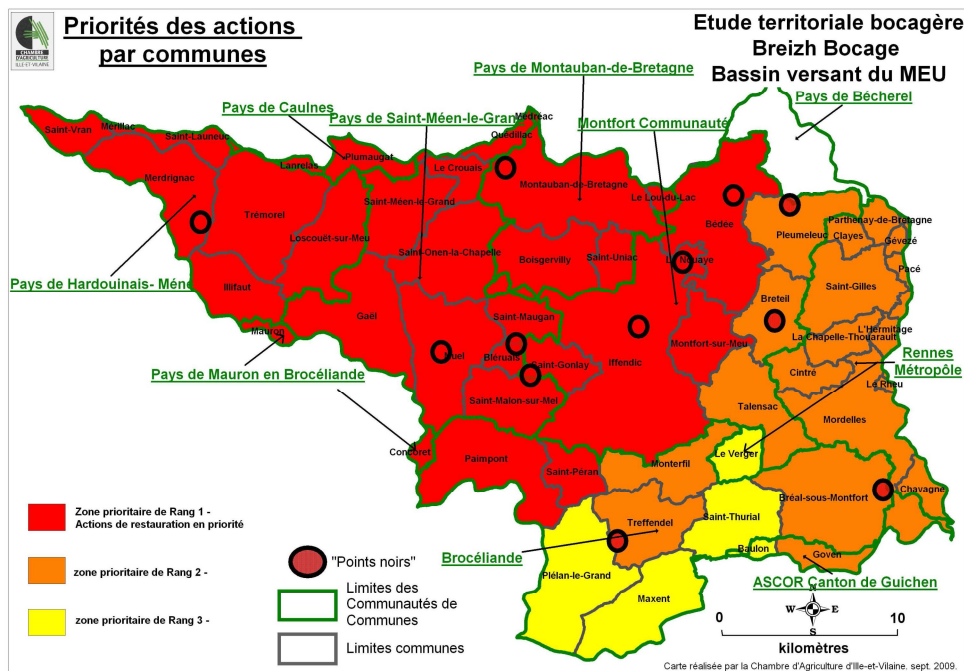 CHAMBRE
D'AGRICULTURE
ILLE-ET-VILAINE
Priorités des actions
par communes
Etude territoriale bocagère
Breizh Bocage
Bassin versant du MEU
Pays de Montauban-de-Bretagne
Pays de Bécherel
Pays de Caulnes
Pays de Saint-Méen-le-Grand
Montfort Communauté
Médréac
Quédillac
Saint-Vran
Mérillac
Saint-Launeuc
Lanrelas
Plumaugat
Le Crouais
Merdrignac
Trémorel
Saint-Méen-le-Grand
Montauban-de-Bretagne
Le Lou-du-Lac
Bédée
Parthenay-de-Bretagne
Pleumeleuc
Clayes
Gévezé
Loscouët-sur-Meu
Saint-Onen-la-Chapelle
Boisgervilly
Saint-Uniac
La Nouaye
Pacé
Pays de Hardouinais- Méné
Illifaut
Gaël
Saint-Gilles
Breteil
Mauron
Saint-Maugan
L'Hermitage
La Chapelle-Thouarault
Montfort-sur-Meu
Muel
Bléruais
Saint-Gonlay
Iffendic
Rennes
Métropôle
Pays de Mauron en Brocéliande
Cintré
Le Rheu
Saint-Malon-sur-Mel
Talensac
Mordelles
Concoret
Paimpont
Saint-Péran
Monterfil
Le Verger
Bréal-sous-Montfort
Chavagne
Zone prioritaire de Rang 1 -
Actions de restauration en priorité
Treffendel
Saint-Thurial
Brocéliande
Baulon
Goven
"Points noirs"
zone prioritaire de Rang 2 -
Plélan-le-Grand
ASCOR Canton de Guichen
Limites des
Communautés de
Communes
Maxent
N
W E
S
0 10
kilomètres
zone prioritaire de Rang 3 -
Limites communes
Carte réalisée par la Chambre d'Agriculture d'Ille-et-Vilaine. sept. 2009.